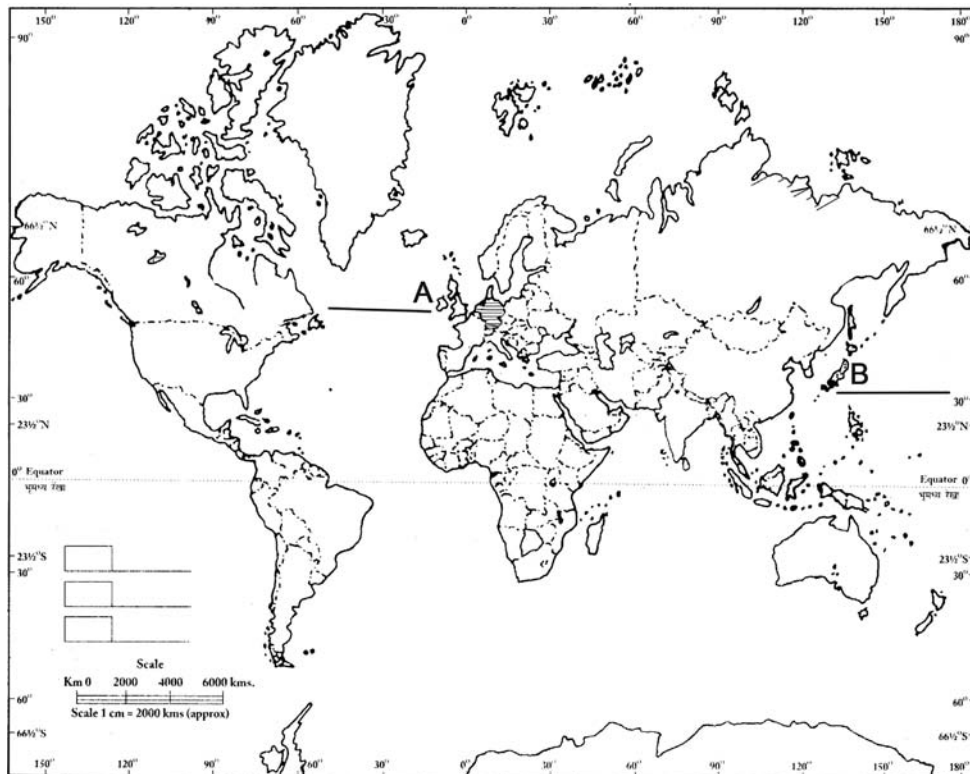 150° 120° 90° 60° 30° 0° 30° 60° 90° 120° 150° 180°
90° 90°
66½°N 66½°N
60° 60°
A
B
30° 30°
23½°N 23½°N
0° Equator Equator 0°
23½°S 23½°S
30° 30°
Scale
Km 0 2000 4000 6000 kms.
Scale 1 cm = 2000 kms (approx)
60° 60°
66½°S 66½°S
90°
150° 120° 90° 60° 30° 0° 30° 60° 90° 120° 150° 180°